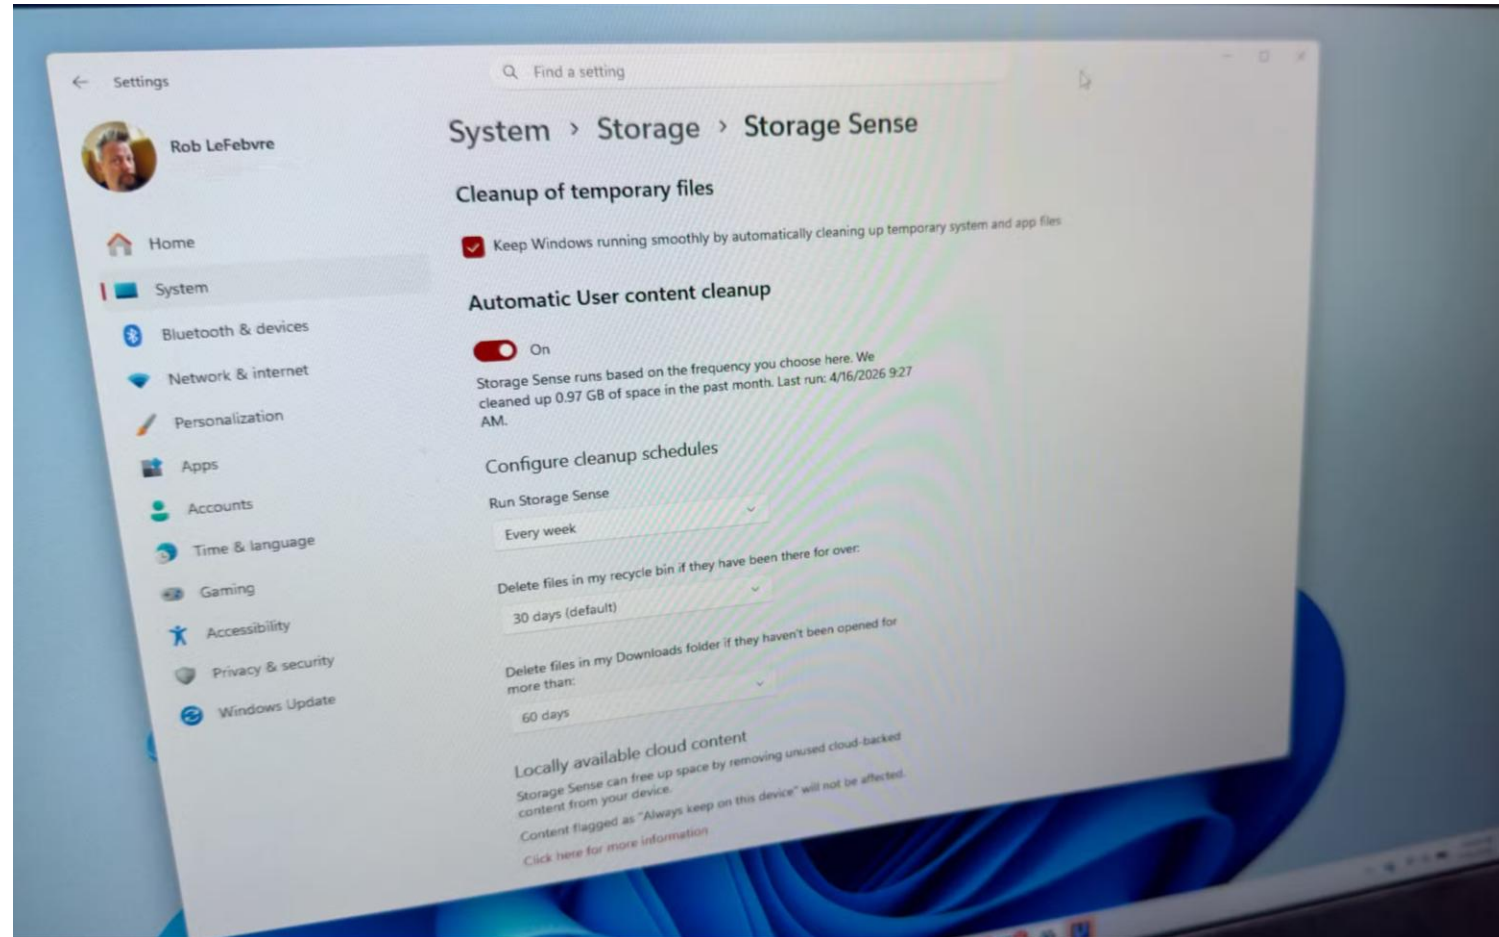 Settings
Find a setting
Rob LeFebvre
Home
System
Bluetooth & devices
Network & internet
Personalization
Apps
Accounts
Time & language
Gaming
Accessibility
Privacy & security
Windows Update
System > Storage > Storage Sense
Cleanup of temporary files
Keep Windows running smoothly by automatically cleaning up temporary system and app files
Automatic User content cleanup
On
Storage Sense runs based on the frequency you choose here. We
cleaned up 0.97 GB of space in the past month. Last run: 4/16/2026 9:27
AM.
Configure cleanup schedules
Run Storage Sense
Every week
Delete files in my recycle bin if they have been there for over:
30 days (default)
Delete files in my Downloads folder if they haven't been opened for
more than:
60 days
Locally available cloud content
Storage Sense can free up space by removing unused cloud-backed
content from your device.
Content flagged as "Always keep on this device" will not be affected.
Click here for more information